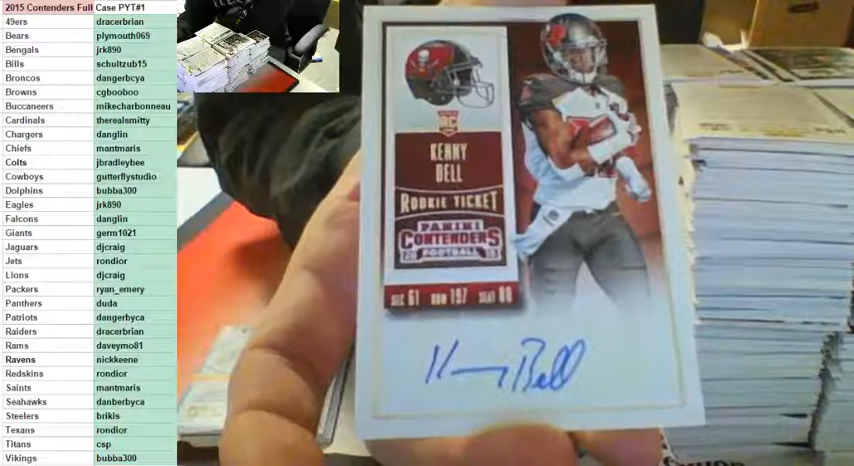 2015 Contenders Full Case PYT#1
49ers dracerbrian
Bears plymouth069
Bengals jrk890
Bills schultzub15
Broncos dangerbcya
Browns cgbooboo
Buccaneers mikecharbonneau
Cardinals therealsmitty
Chargers danglin
Chiefs mantmaris
Colts jbradleybee
Cowboys gutterflystudio
Dolphins bubba300
Eagles jrk890
Falcons danglin
Giants germ1021
Jaguars djcraig
Jets rondior
Lions djcraig
Packers ryan_emery
Panthers duda
Patriots dangerbyca
Raiders dracerbrian
Rams daveymo81
Ravens nickkeene
Redskins rondior
Saints mantmaris
Seahawks danberbyca
Steelers brikis
Texans rondior
Titans csp
Vikings bubba300
RC
KENNY
BELL
ROOKIE TICKET
PANINI
CONTENDERS
FOOTBALL
SEC 61 ROW 197 SEAT 80
Kenny Bell